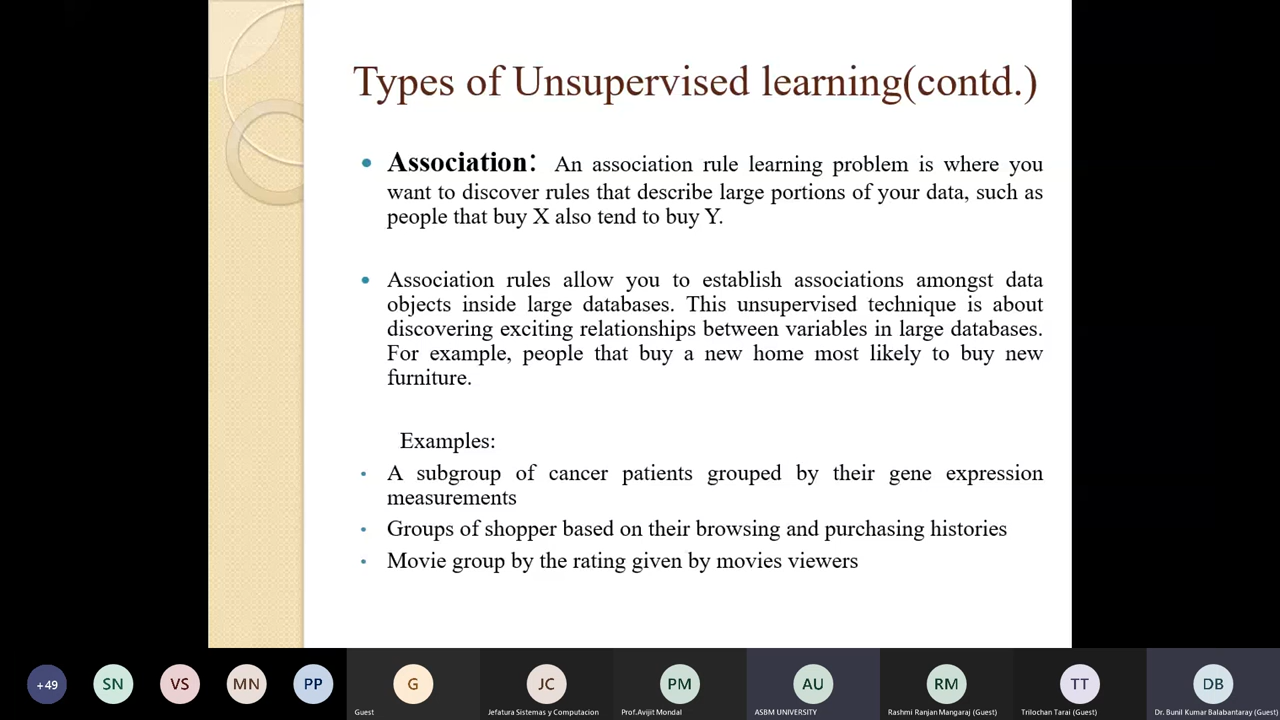 Types of Unsupervised learning(contd.)
• Association: An association rule learning problem is where you
want to discover rules that describe large portions of your data, such as
people that buy X also tend to buy Y.
• Association rules allow you to establish associations amongst data
objects inside large databases. This unsupervised technique is about
discovering exciting relationships between variables in large databases.
For example, people that buy a new home most likely to buy new
furniture.
Examples:
• A subgroup of cancer patients grouped by their gene expression
measurements
• Groups of shopper based on their browsing and purchasing histories
• Movie group by the rating given by movies viewers
+49 SN VS MN PP G JC PM AU RM TT DB
Guest Jefatura Sistemas y Computacion Prof.Avijit Mondal ASBM UNIVERSITY Rashmi Ranjan Mangaraj (Guest) Trilochan Tarai (Guest) Dr. Bunil Kumar Balabantaray (Guest)